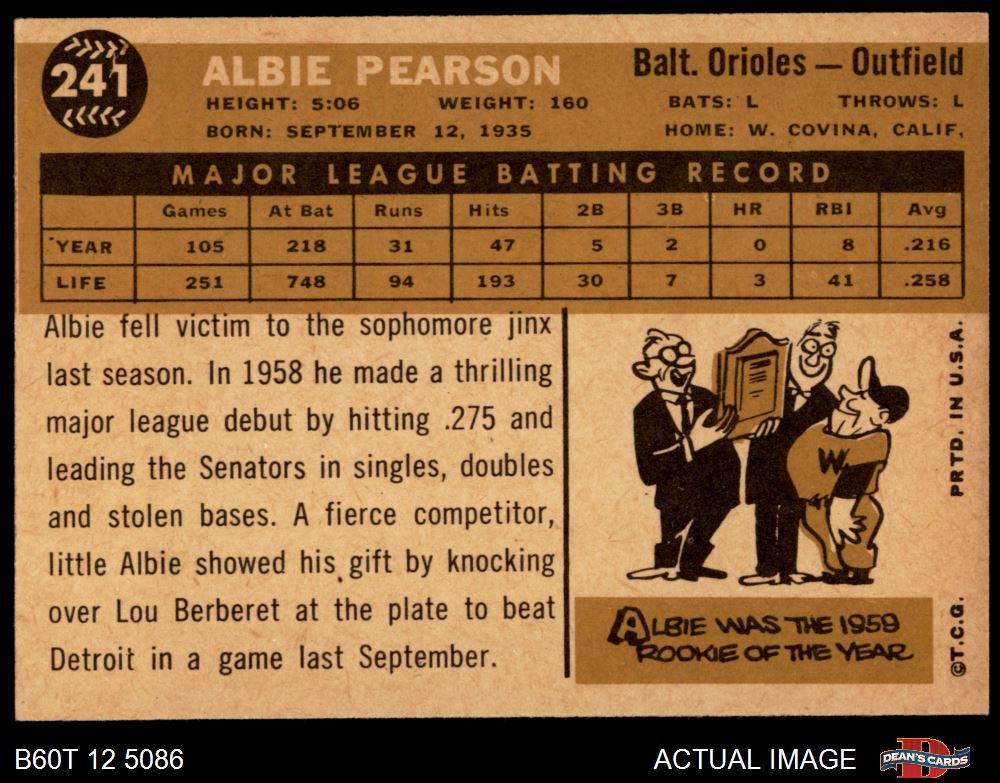 241
ALBIE PEARSON
Balt. Orioles — Outfield
HEIGHT: 5:06 WEIGHT: 160 BATS: L THROWS: L
BORN: SEPTEMBER 12, 1935 HOME: W. COVINA, CALIF,
MAJOR LEAGUE BATTING RECORD
Games At Bat Runs Hits 2B 3B HR RBI Avg
YEAR 105 218 31 47 5 2 0 8 .216
LIFE 251 748 94 193 30 7 3 41 .258
Albie fell victim to the sophomore jinx
last season. In 1958 he made a thrilling
major league debut by hitting .275 and
leading the Senators in singles, doubles
and stolen bases. A fierce competitor,
little Albie showed his gift by knocking
over Lou Berberet at the plate to beat
Detroit in a game last September.
W
ALBIE WAS THE 1959
ROOKIE OF THE YEAR
©T.C.G. PRTD. IN U.S.A.
B60T 12 5086 ACTUAL IMAGE
D
DEAN'S CARDS